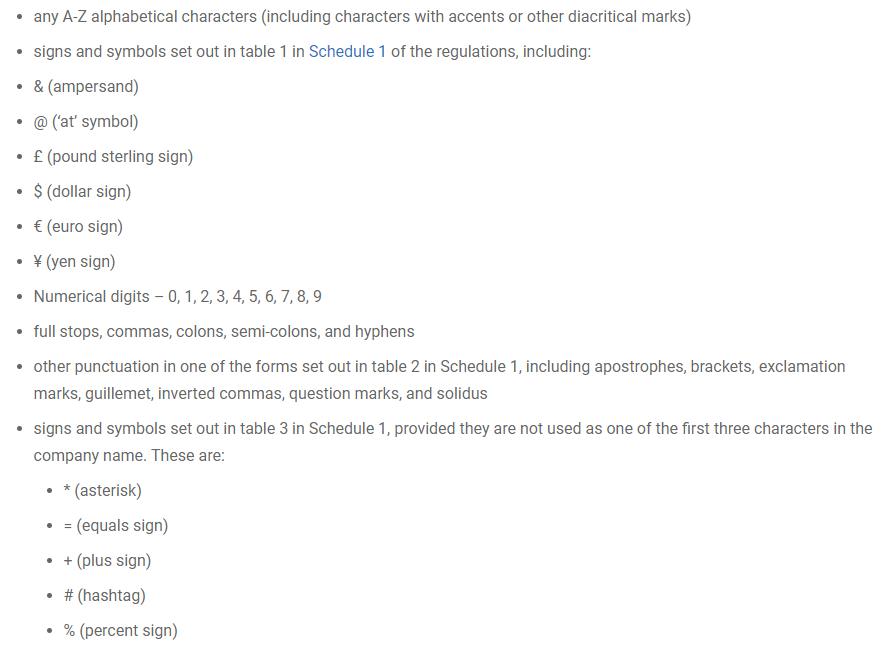 any A-Z alphabetical characters (including characters with accents or other diacritical marks)
signs and symbols set out in table 1 in Schedule 1 of the regulations, including:
& (ampersand)
@ (‘at’ symbol)
£ (pound sterling sign)
$ (dollar sign)
€ (euro sign)
¥ (yen sign)
Numerical digits – 0, 1, 2, 3, 4, 5, 6, 7, 8, 9
full stops, commas, colons, semi-colons, and hyphens
other punctuation in one of the forms set out in table 2 in Schedule 1, including apostrophes, brackets, exclamation
marks, guillemet, inverted commas, question marks, and solidus
signs and symbols set out in table 3 in Schedule 1, provided they are not used as one of the first three characters in the
company name. These are:
* (asterisk)
= (equals sign)
+ (plus sign)
# (hashtag)
% (percent sign)